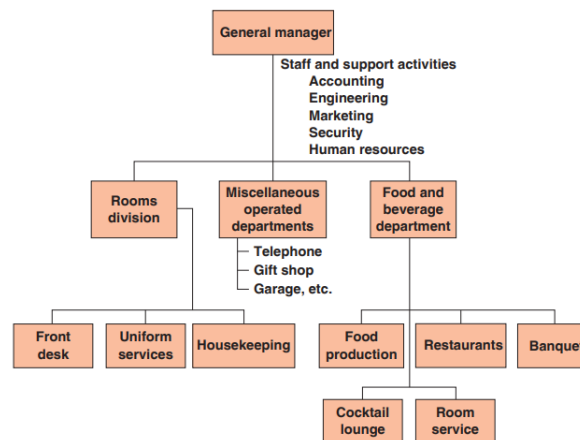 General manager
Staff and support activities
Accounting
Engineering
Marketing
Security
Human resources
Rooms
division
Miscellaneous
operated
departments
Food and
beverage
department
Telephone
Gift shop
Garage, etc.
Front
desk
Uniform
services
Housekeeping
Food
production
Restaurants
Banquet
Cocktail
lounge
Room
service